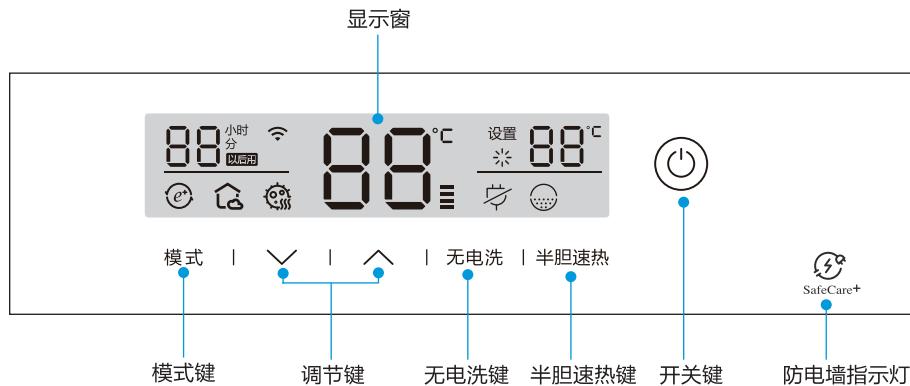 显示窗
88 小时
分
以后用
88℃
设置 88℃
e+
模式 | | | 无电洗 | 半胆速热
SafeCare+
模式键 调节键 无电洗键 半胆速热键 开关键 防电墙指示灯